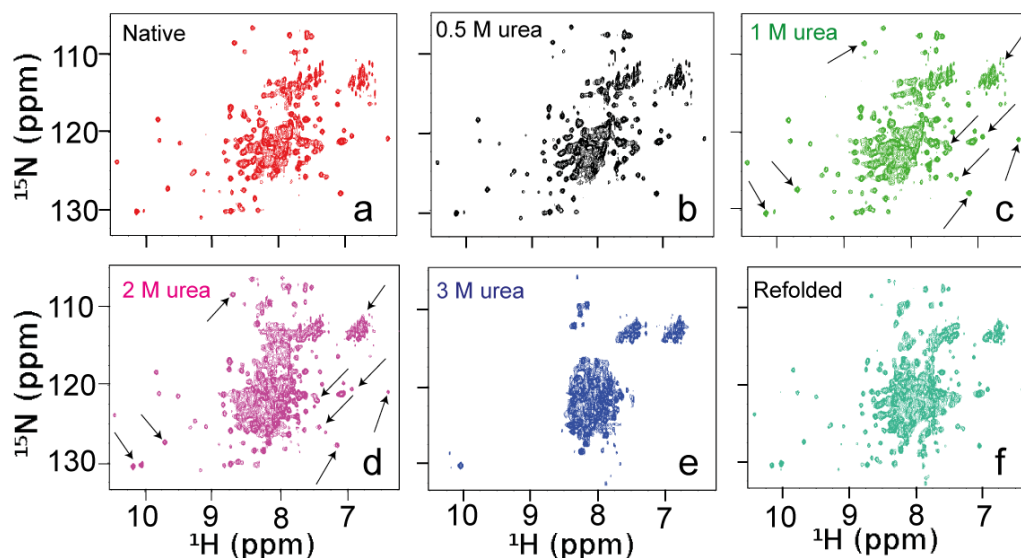 Native
0.5 M urea
1 M urea
110
120
130
¹⁵N (ppm)
a
b
c
2 M urea
3 M urea
Refolded
110
120
130
¹⁵N (ppm)
d
e
f
10 9 8 7
10 9 8 7
10 9 8 7
¹H (ppm)
¹H (ppm)
¹H (ppm)